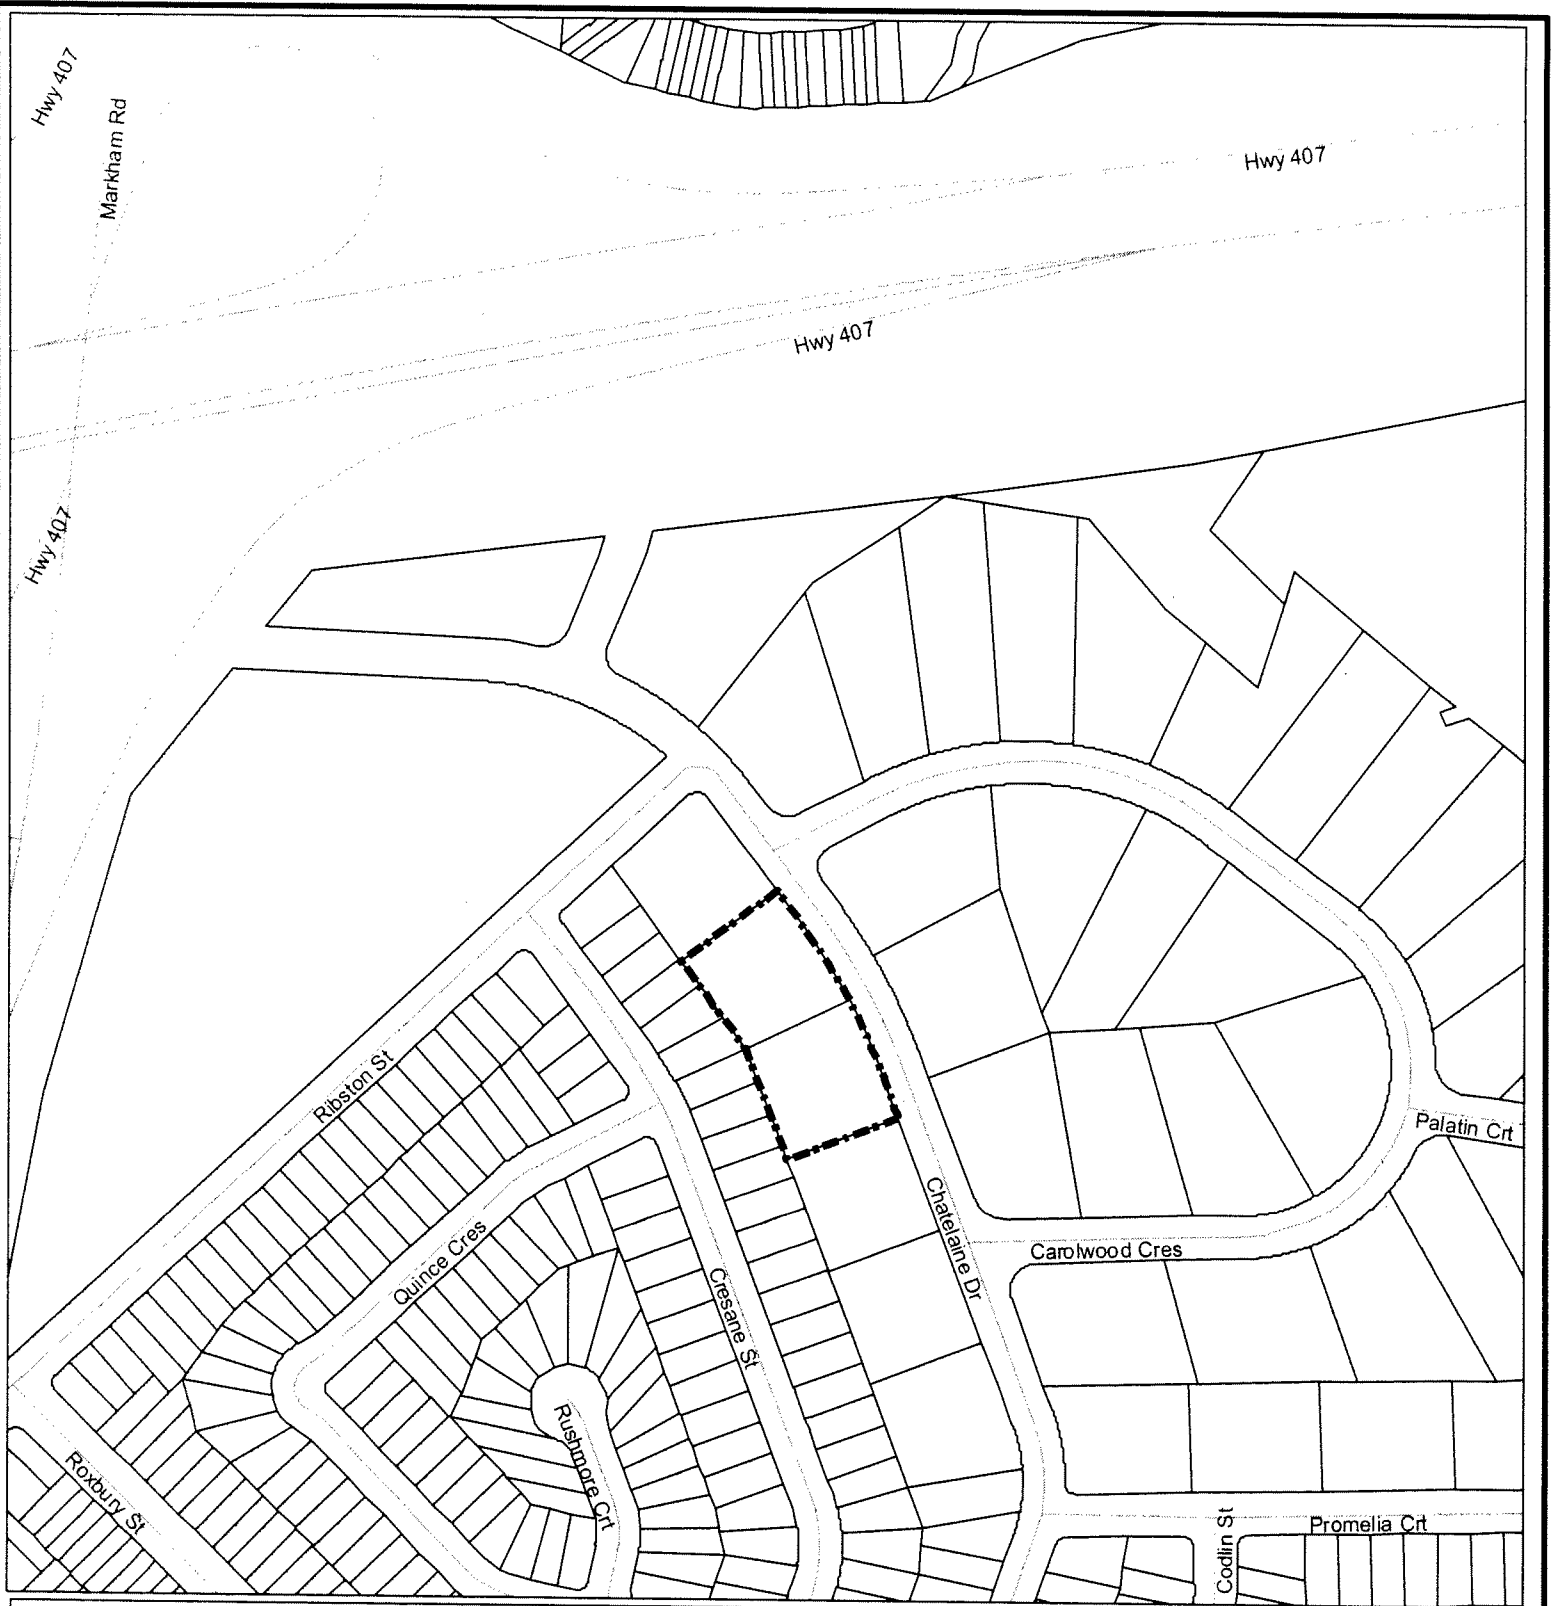 Hwy 407
Markham Rd
Hwy 407
Hwy 407
Hwy 407
Ribston St
Palatin Crt
Chatelaine Dr
Quince Cres
Carolwood Cres
Cresane St
Rushmore Crt
Roxbury St
Codlin St
Promelia Crt